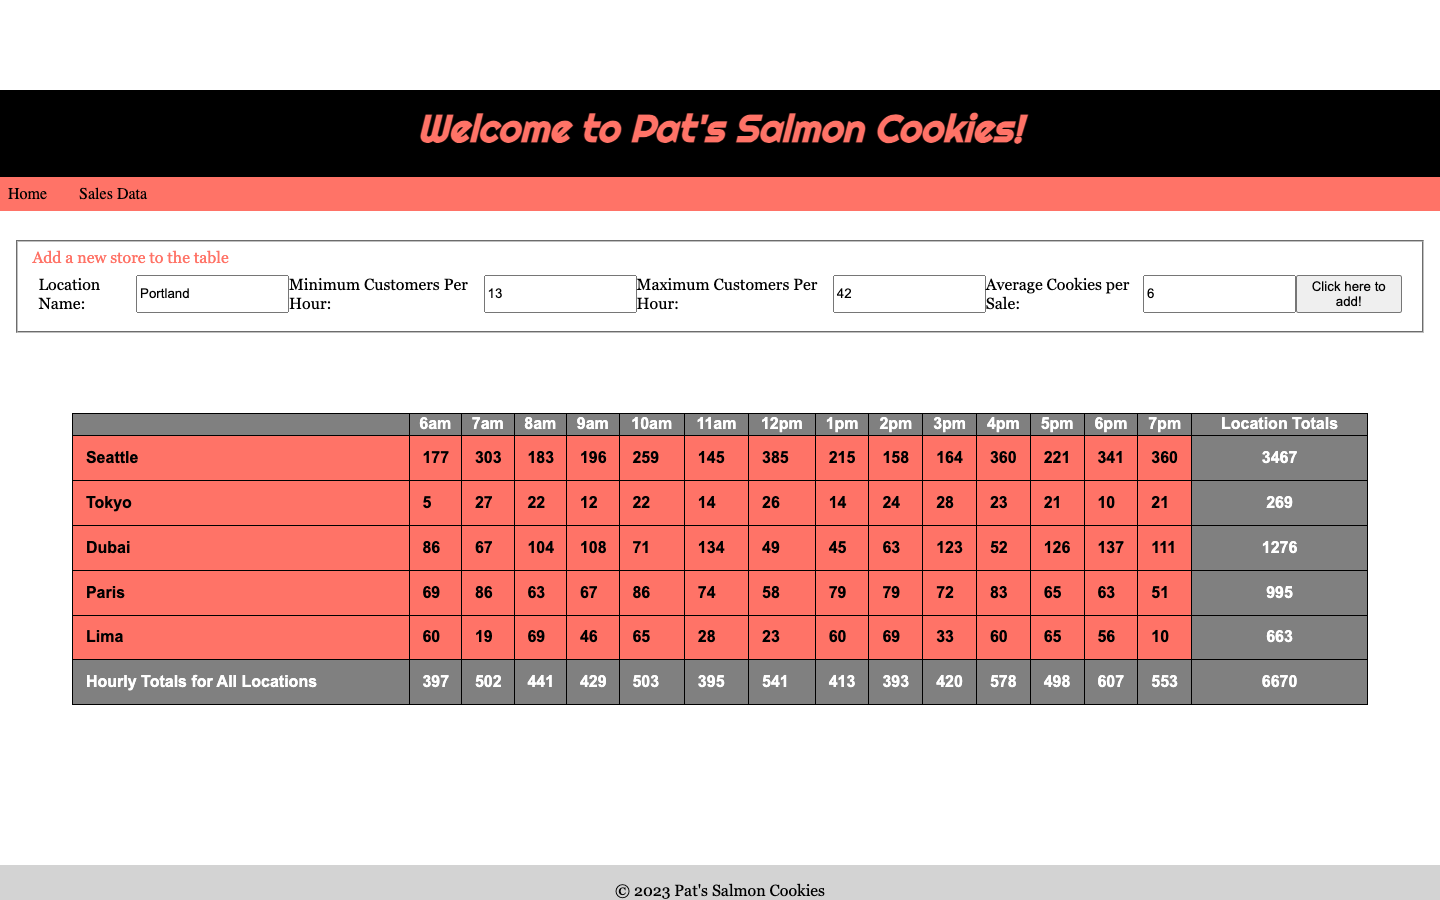 Welcome to Pat's Salmon Cookies!
Home Sales Data
Add a new store to the table
Location Name: Portland Minimum Customers Per Hour: 13 Maximum Customers Per Hour: 42 Average Cookies per Sale: 6 Click here to add!
6am 7am 8am 9am 10am 11am 12pm 1pm 2pm 3pm 4pm 5pm 6pm 7pm Location Totals
Seattle 177 303 183 196 259 145 385 215 158 164 360 221 341 360 3467
Tokyo 5 27 22 12 22 14 26 14 24 28 23 21 10 21 269
Dubai 86 67 104 108 71 134 49 45 63 123 52 126 137 111 1276
Paris 69 86 63 67 86 74 58 79 79 72 83 65 63 51 995
Lima 60 19 69 46 65 28 23 60 69 33 60 65 56 10 663
Hourly Totals for All Locations 397 502 441 429 503 395 541 413 393 420 578 498 607 553 6670
© 2023 Pat's Salmon Cookies